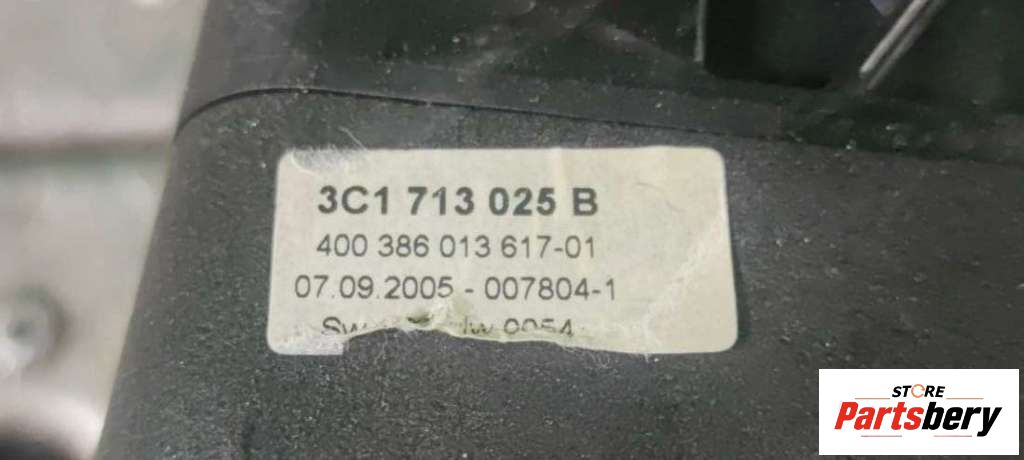 3C1 713 025 B
400 386 013 617-01
07.09.2005 - 007804-1
STORE
Partsbery